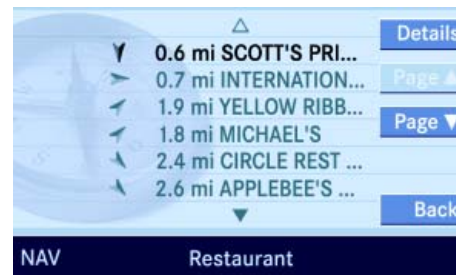 Details
0.6 mi SCOTT'S PRI...
0.7 mi INTERNATION...
Page
1.9 mi YELLOW RIBB...
Page
1.8 mi MICHAEL'S
2.4 mi CIRCLE REST ...
2.6 mi APPLEBEE'S ...
Back
NAV
Restaurant